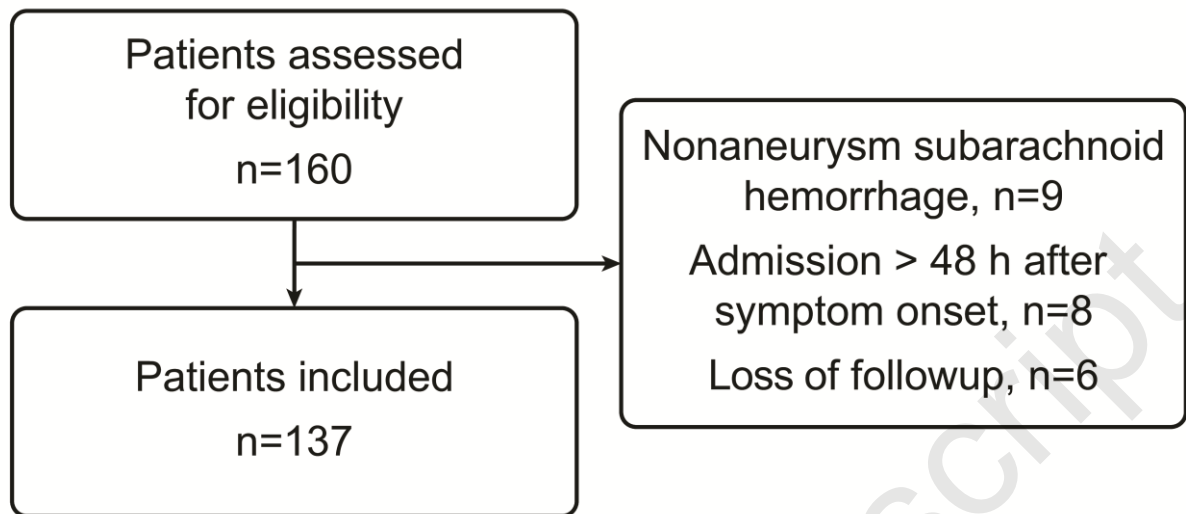 Patients assessed
for eligibility
n=160
Nonaneurysm subarachnoid
hemorrhage, n=9
Admission > 48 h after
symptom onset, n=8
Loss of followup, n=6
Patients included
n=137
script